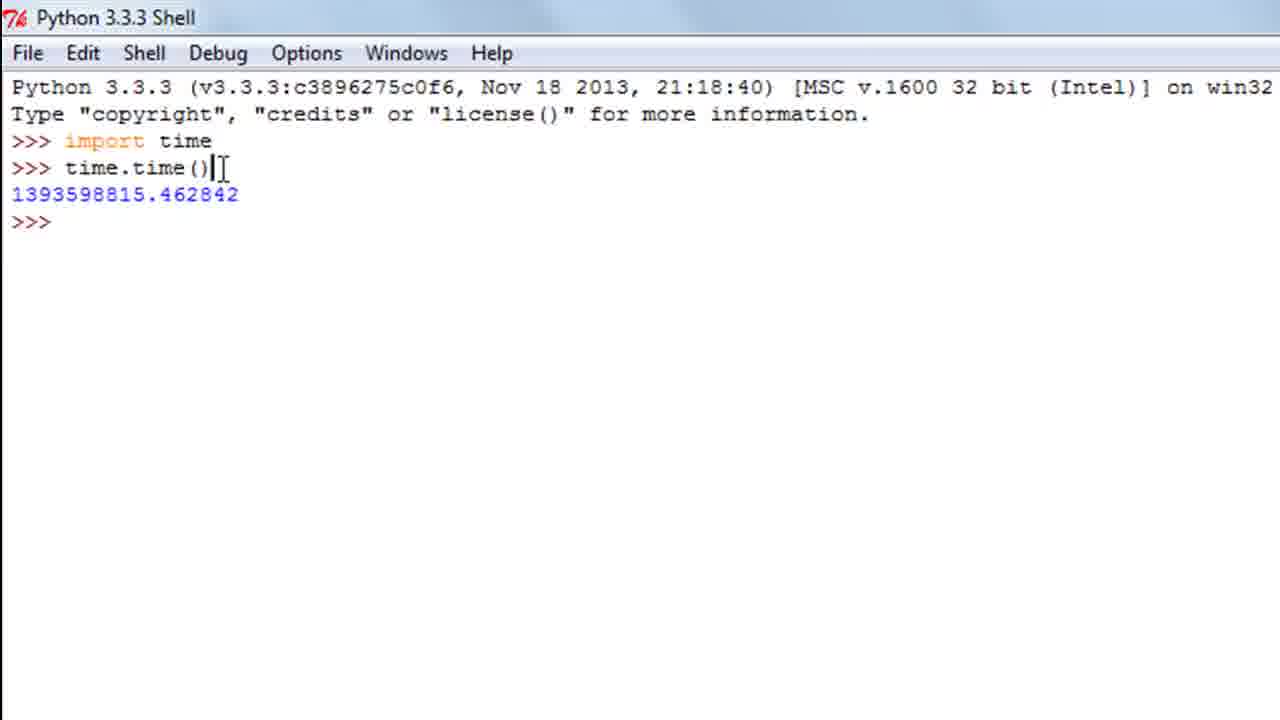 Python 3.3.3 Shell
File Edit Shell Debug Options Windows Help
Python 3.3.3 (v3.3.3:c3896275c0f6, Nov 18 2013, 21:18:40) [MSC v.1600 32 bit (Intel)] on win32
Type "copyright", "credits" or "license()" for more information.
>>> import time
>>> time.time()
1393598815.462842
>>>